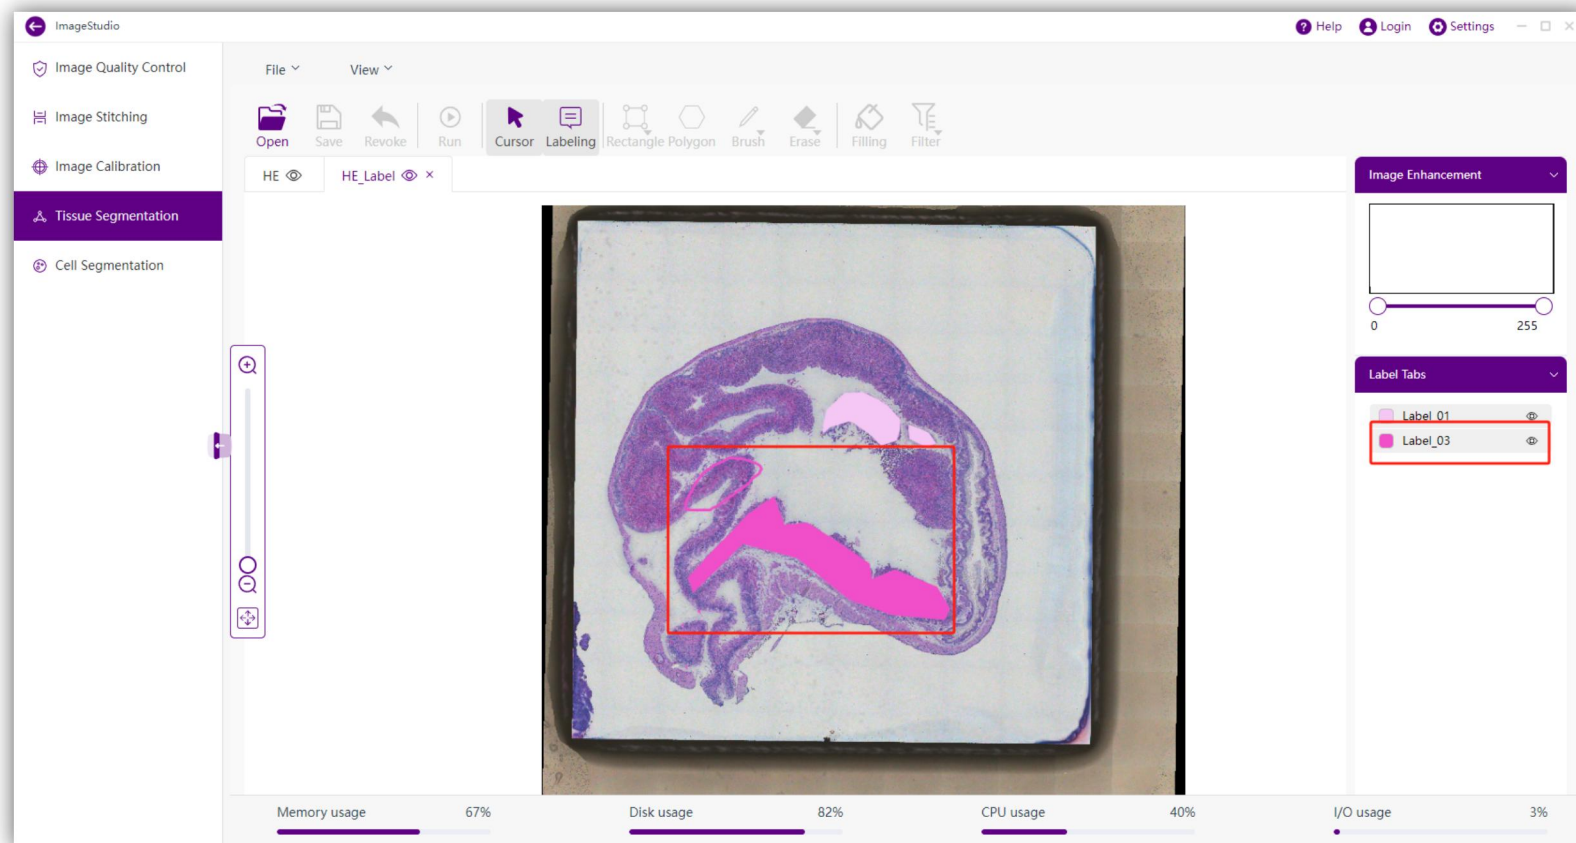 ImageStudio
Help Login Settings
Image Quality Control
Image Stitching
Image Calibration
Tissue Segmentation
Cell Segmentation
File View
Open Save Revoke Run Cursor Labeling Rectangle Polygon Brush Erase Filling Filter
HE HE_Label
Image Enhancement
0 255
Label Tabs
Label_01
Label_03
Memory usage 67% Disk usage 82% CPU usage 40% I/O usage 3%